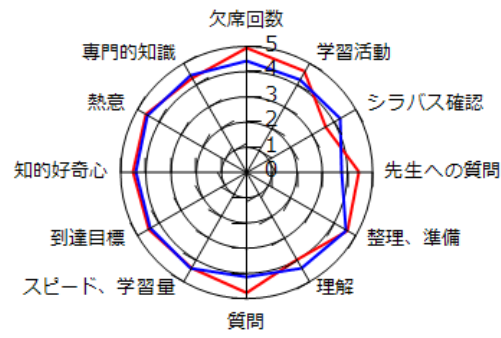 欠席回数
学習活動
シラバス確認
先生への質問
整理、準備
理解
質問
スピード、学習量
到達目標
知的好奇心
熱意
専門的知識
5
4
3
2
1
0